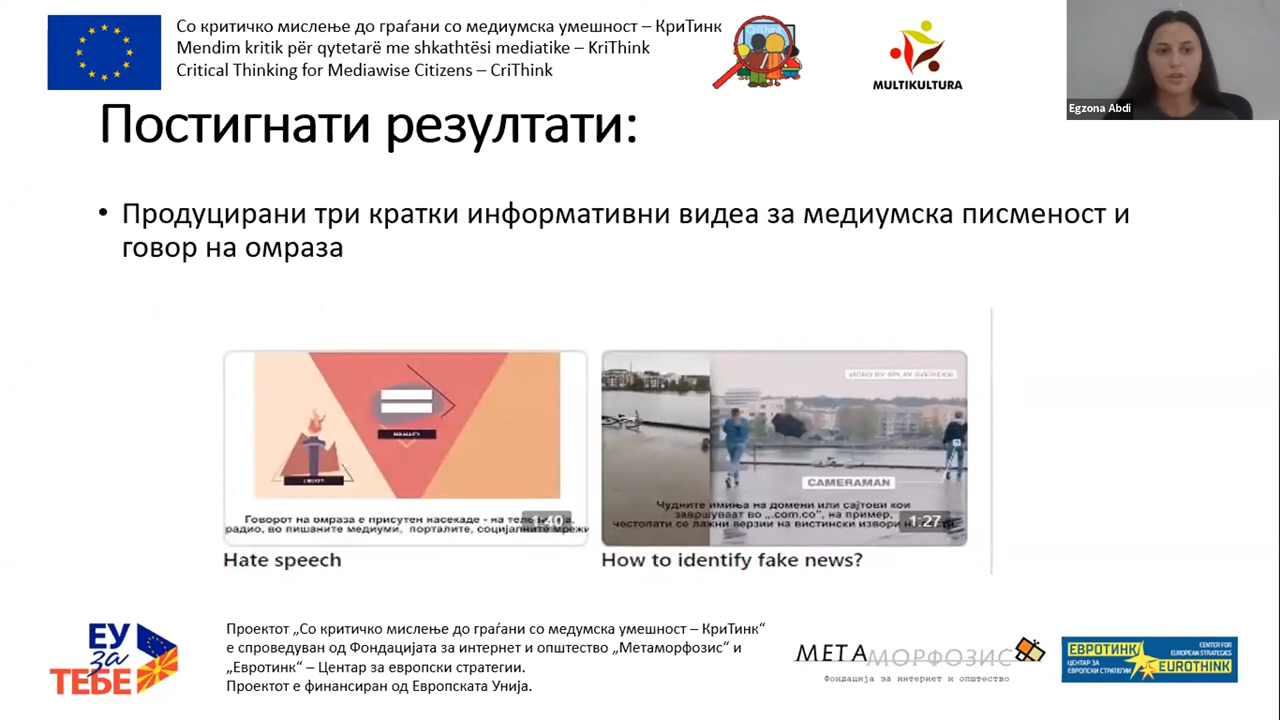 Со критичко мислење до граѓани со медиумска умешност – КриТинк
Mendim kritik për qytetarë me shkathtësi mediatike – KriThink
Critical Thinking for Mediawise Citizens – CriThink
MULTIKULTURA
Egzona Abdi
Постигнати резултати:
• Продуцирани три кратки информативни видеа за медиумска писменост и
говор на омраза
VIDEO BY
CAMERAMAN
Говорот на омраза е присутен насекаде - на
радио, во пишаните медиуми, порталите, социјалните мрежи
1:40
Чудните имиња на домени или сајтови кои
завршуваат во „.com.co“, на пример,
честопати се лажни верзии на вистински извори
1:27
Hate speech
How to identify fake news?
ЕУ
за
ТЕБЕ
Проектот „Со критичко мислење до граѓани со медумска умешност – КриТинк“
е спроведуван од Фондацијата за интернет и општество „Метаморфозис“ и
„Евротинк“ – Центар за европски стратегии.
Проектот е финансиран од Европската Унија.
МЕТАМОРФОЗИС
Фондација за интернет и општество
ЕВРОТИНК
ЦЕНТАР ЗА
ЕВРОПСКИ СТРАТЕГИИ
CENTER FOR
EUROPEAN STRATEGIES
EUROTHINK